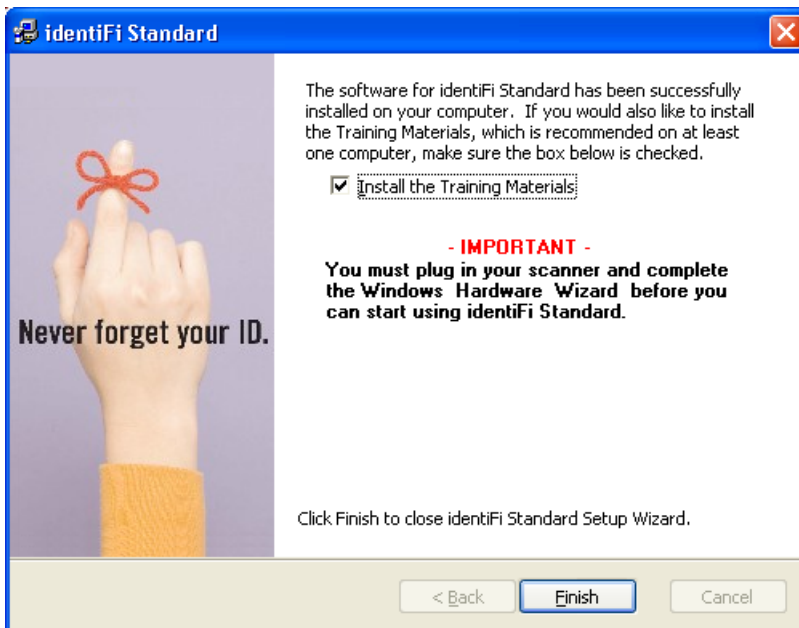 identiFi Standard
The software for identiFi Standard has been successfully
installed on your computer. If you would also like to install
the Training Materials, which is recommended on at least
one computer, make sure the box below is checked.
Install the Training Materials
- IMPORTANT -
You must plug in your scanner and complete
the Windows Hardware Wizard before you
can start using identiFi Standard.
Never forget your ID.
Click Finish to close identiFi Standard Setup Wizard.
< Back
Finish
Cancel